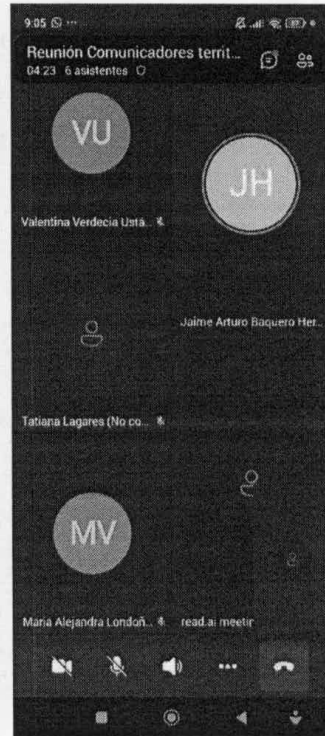 9:05
Reunión Comunicadores territ...
04:23 6 asistentes
VU
JH
Valentina Verdecia Usta..
Jaime Arturo Baquero Her..
Tatiana Lagares (No co...
MV
Maria Alejandra Londoñ..
read.ai meetir